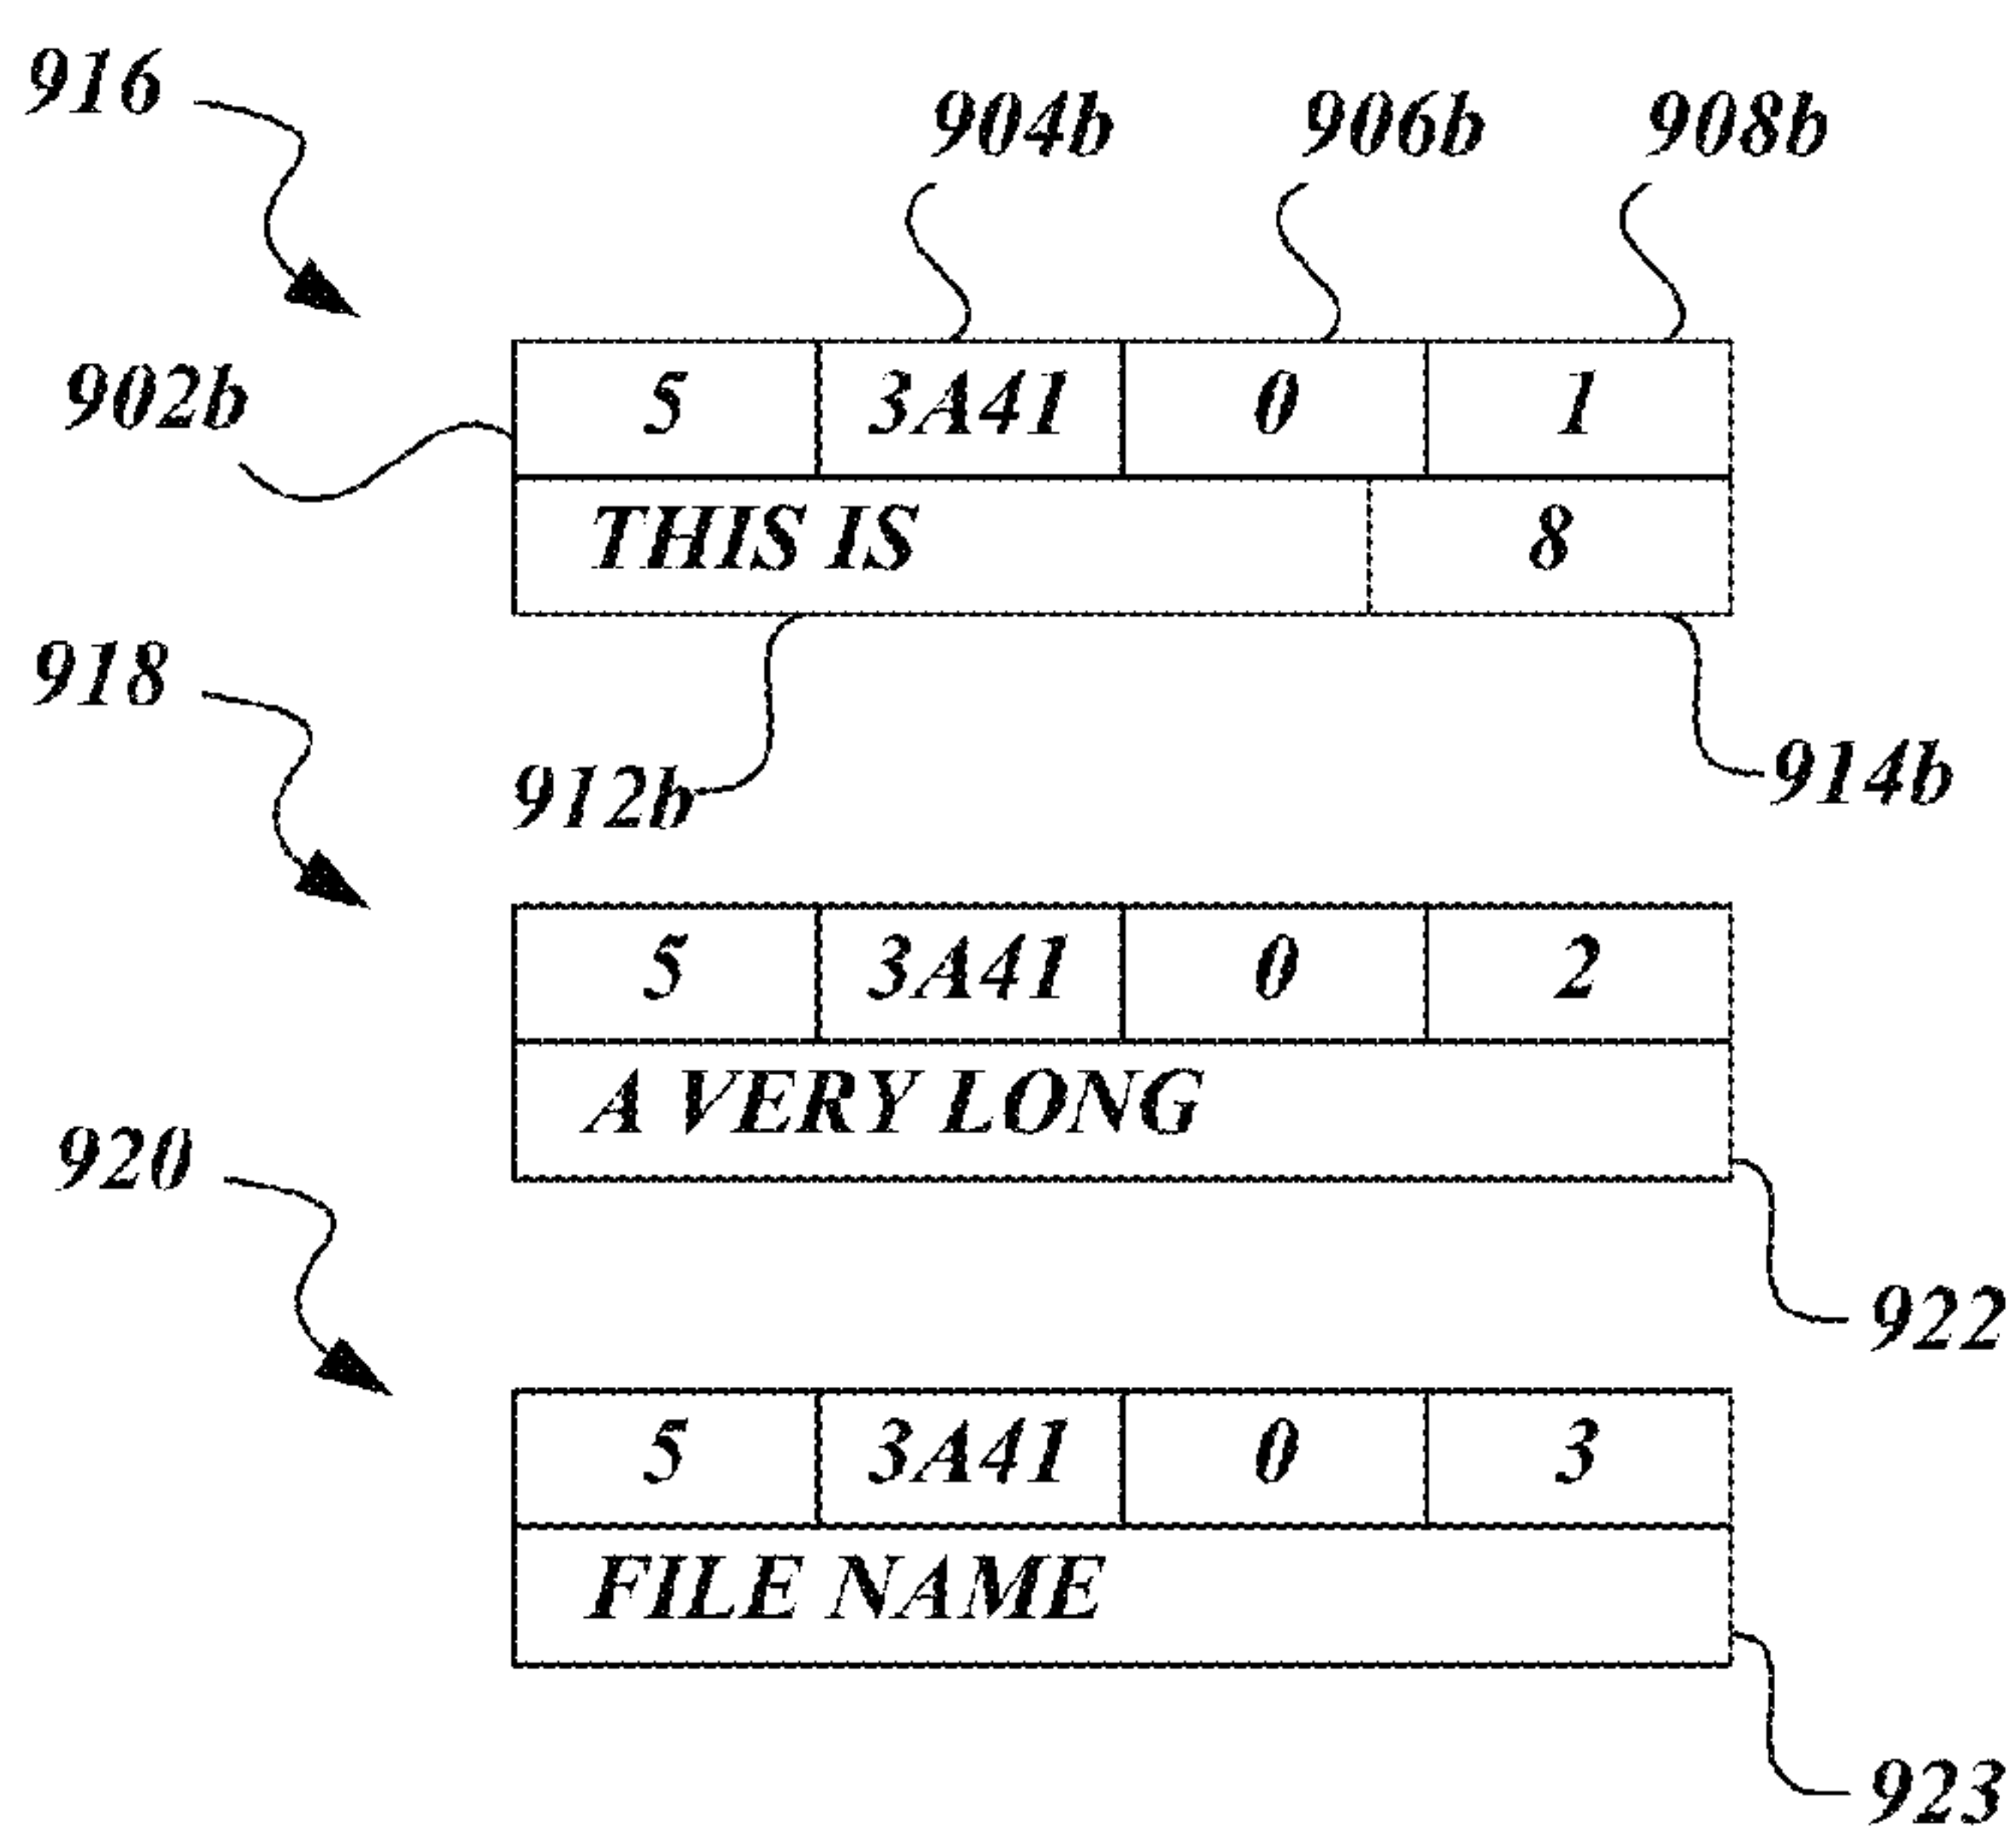 916
904b 906b 908b
902b
5 3A41 0 1
THIS IS 8
918
912b 914b
5 3A41 0 2
A VERY LONG
920
922
5 3A41 0 3
FILE NAME
923